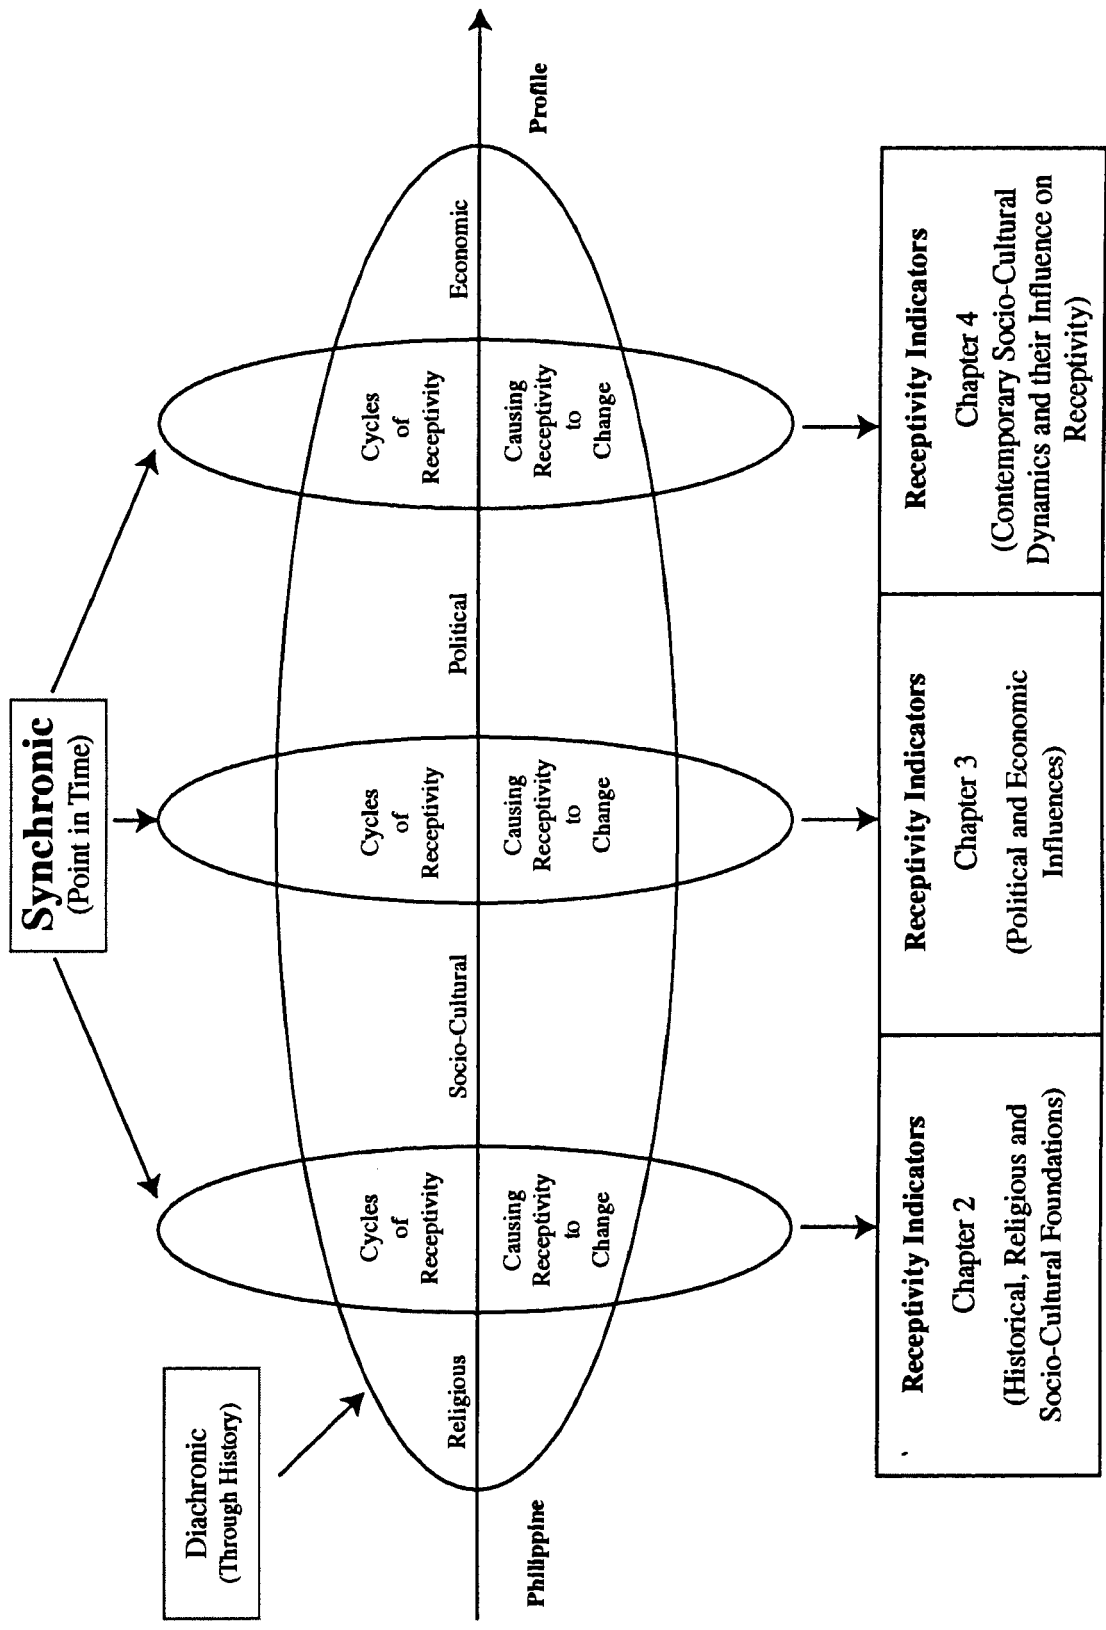 Synchronic
(Point in Time)
Diachronic
(Through History)
Religious
Socio-Cultural
Political
Economic
Cycles
of
Receptivity
Causing
Receptivity
to
Change
Cycles
of
Receptivity
Causing
Receptivity
to
Change
Cycles
of
Receptivity
Causing
Receptivity
to
Change
Philippine
Profile
Receptivity Indicators
Chapter 2
(Historical, Religious and
Socio-Cultural Foundations)
Receptivity Indicators
Chapter 3
(Political and Economic
Influences)
Receptivity Indicators
Chapter 4
(Contemporary Socio-Cultural
Dynamics and their Influence on
Receptivity)